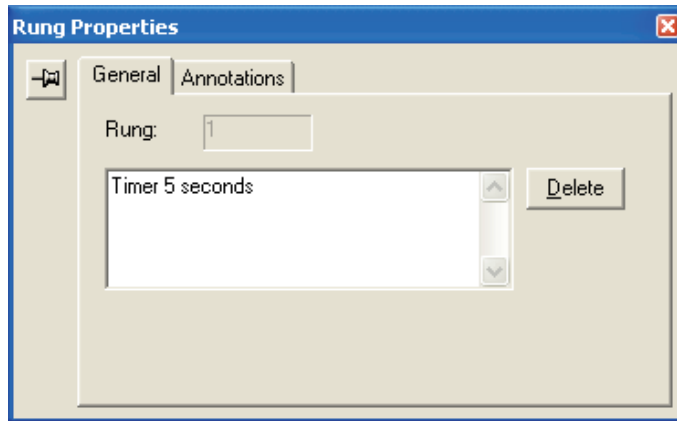 Rung Properties
General Annotations
Rung: 1
Timer 5 seconds
Delete